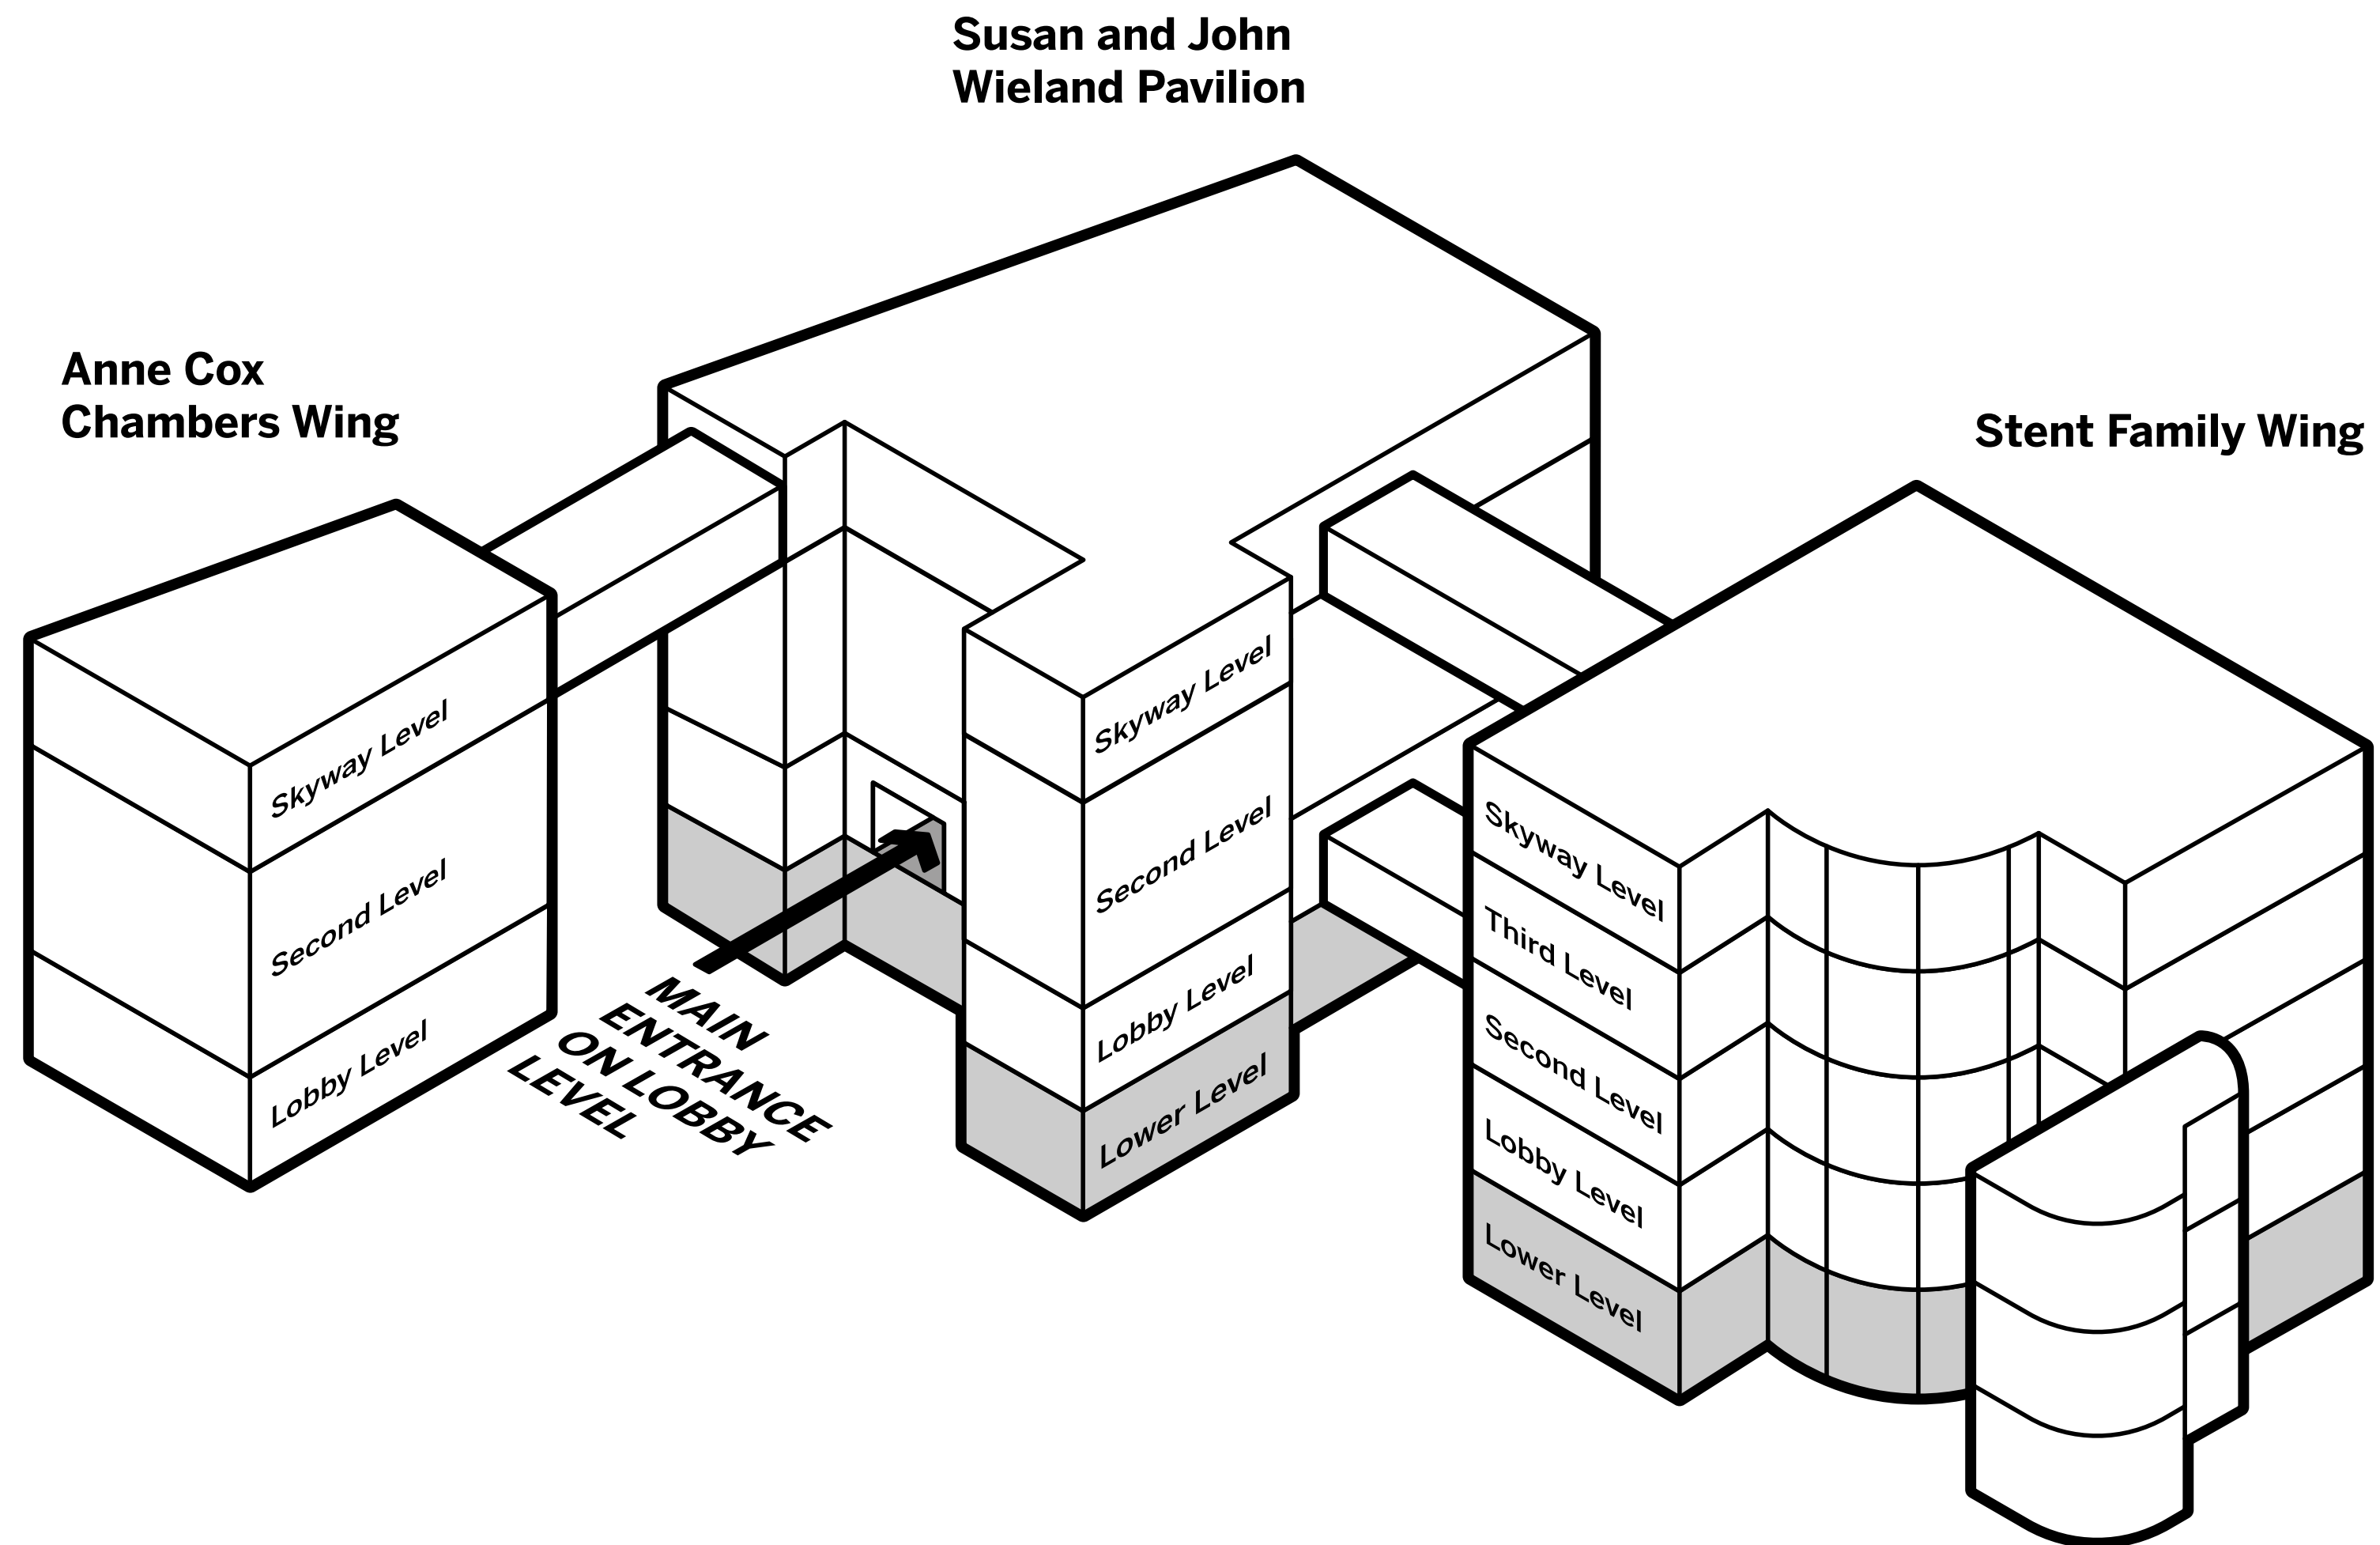 Susan and John
Wieland Pavilion
Anne Cox
Chambers Wing
Stent Family Wing
Skyway Level
Second Level
Lobby Level
MAIN
ENTRANCE
ON LOBBY
LEVEL
Skyway Level
Second Level
Lobby Level
Lower Level
Skyway Level
Third Level
Second Level
Lobby Level
Lower Level